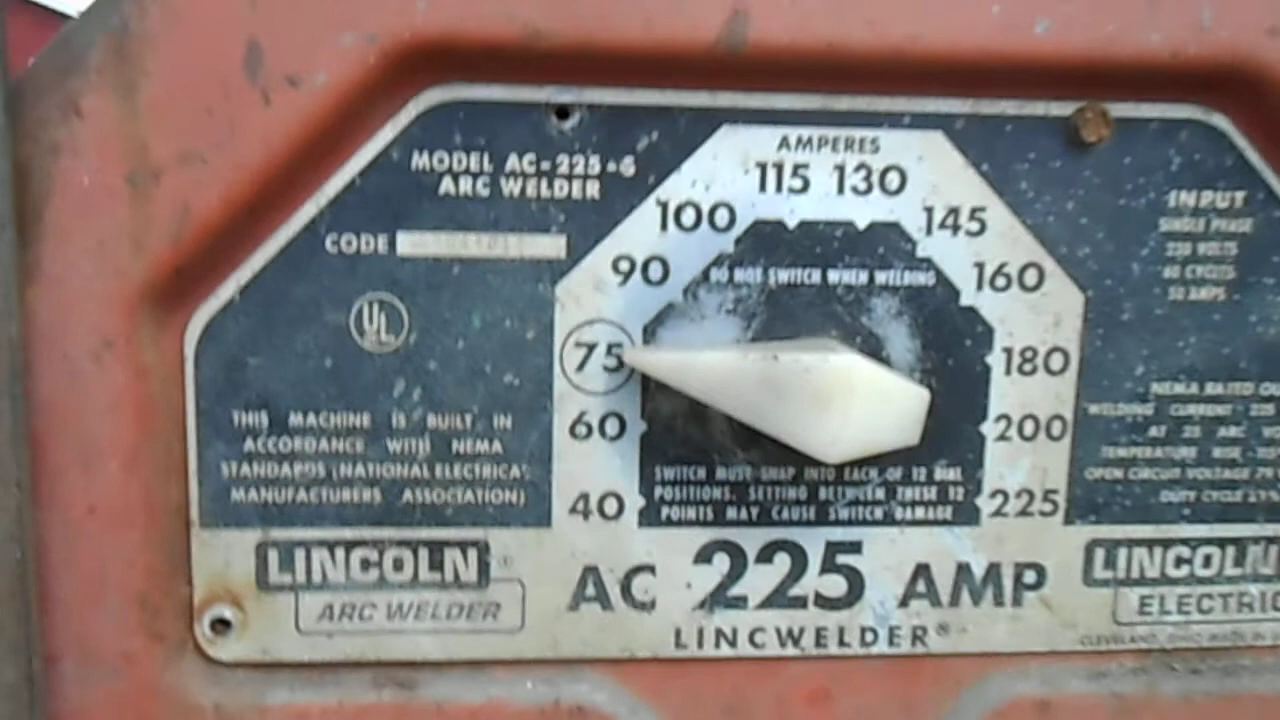 MODEL AC-225-S
ARC WELDER
CODE
UL
THIS MACHINE IS BUILT IN
ACCORDANCE WITH NEMA
STANDARDS (NATIONAL ELECTRICAL
MANUFACTURERS ASSOCIATION)
AMPERES
115 130
100 145
90 160
75 180
60 200
40 225
DO NOT SWITCH WHEN WELDING
SWITCH MUST SNAP INTO EACH OF 12 DIAL
POSITIONS. SETTING BETWEEN THESE 12
POINTS MAY CAUSE SWITCH DAMAGE
INPUT
SINGLE PHASE
230 VOLTS
60 CYCLES
50 AMPS
NEMA RATED
WELDING CURRENT 225
AT 25 ARC
TEMPERATURE RISE
OPEN CIRCUIT VOLTAGE 79
DUTY CYCLE
LINCOLN ®
ARC WELDER
AC 225 AMP
LINCWELDER®
LINCOLN
ELECTRIC
CLEVELAND, OHIO MADE IN